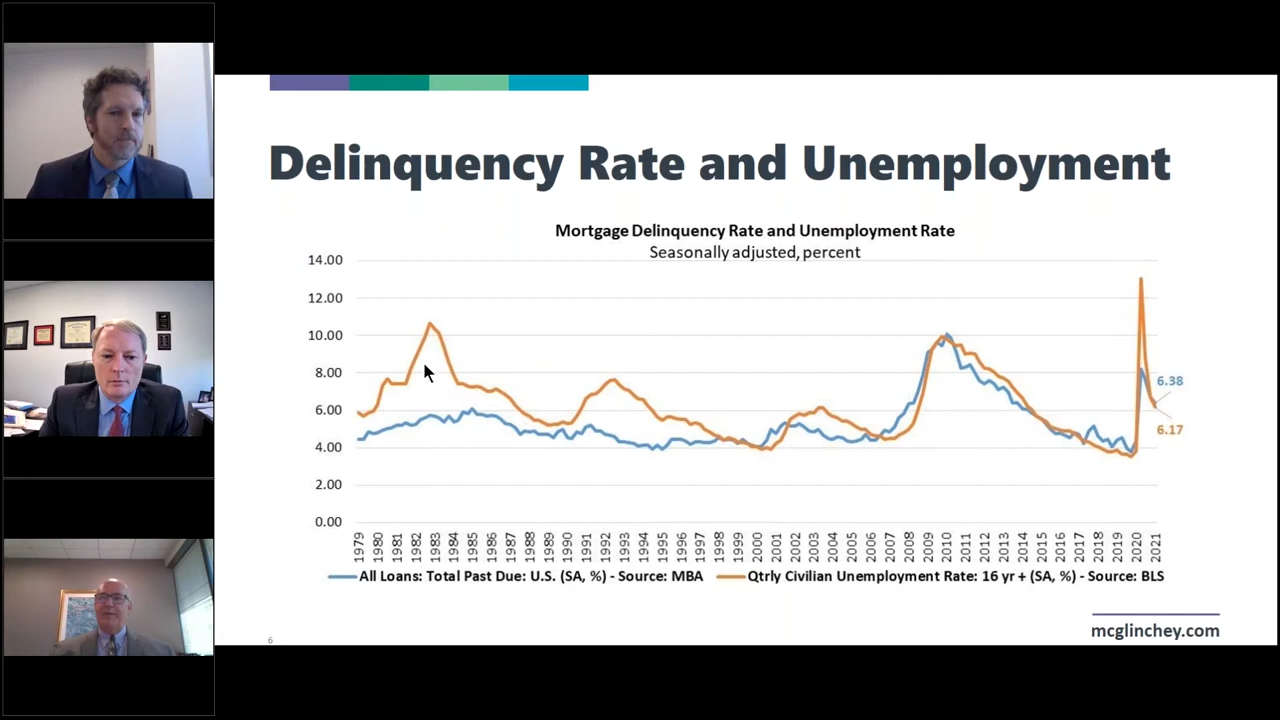 Delinquency Rate and Unemployment
Mortgage Delinquency Rate and Unemployment Rate
Seasonally adjusted, percent
14.00
12.00
10.00
8.00
6.00
4.00
2.00
0.00
6.38
6.17
1979 1980 1981 1982 1983 1984 1985 1986 1987 1988 1989 1990 1991 1992 1993 1994 1995 1996 1997 1998 1999 2000 2001 2002 2003 2004 2005 2006 2007 2008 2009 2010 2011 2012 2013 2014 2015 2016 2017 2018 2019 2020 2021
All Loans: Total Past Due: U.S. (SA, %) - Source: MBA Qtrly Civilian Unemployment Rate: 16 yr + (SA, %) - Source: BLS
mcglinchey.com
6